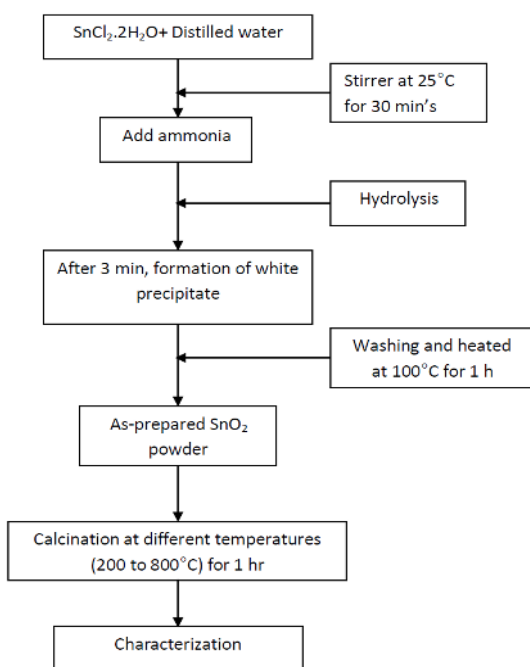 SnCl₂.2H₂O+ Distilled water
Stirrer at 25°C
for 30 min’s
Add ammonia
Hydrolysis
After 3 min, formation of white
precipitate
Washing and heated
at 100°C for 1 h
As-prepared SnO₂
powder
Calcination at different temperatures
(200 to 800°C) for 1 hr
Characterization